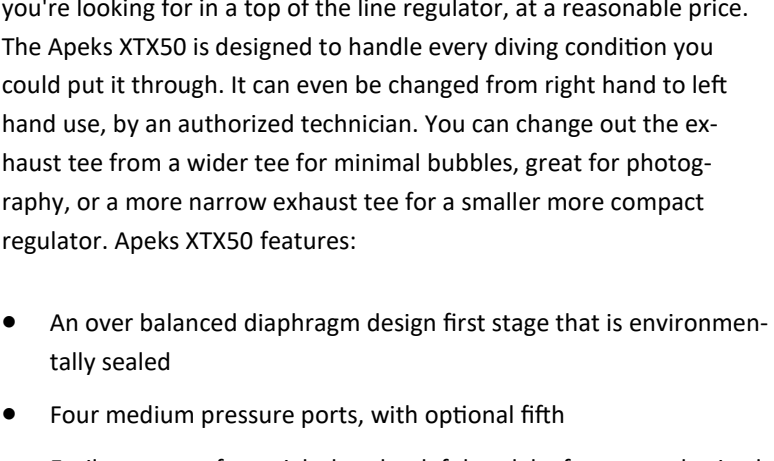 you're looking for in a top of the line regulator, at a reasonable price.
The Apeks XTX50 is designed to handle every diving condition you
could put it through. It can even be changed from right hand to left
hand use, by an authorized technician. You can change out the ex-
haust tee from a wider tee for minimal bubbles, great for photog-
raphy, or a more narrow exhaust tee for a smaller more compact
regulator. Apeks XTX50 features:
● An over balanced diaphragm design first stage that is environmen-
tally sealed
● Four medium pressure ports, with optional fifth